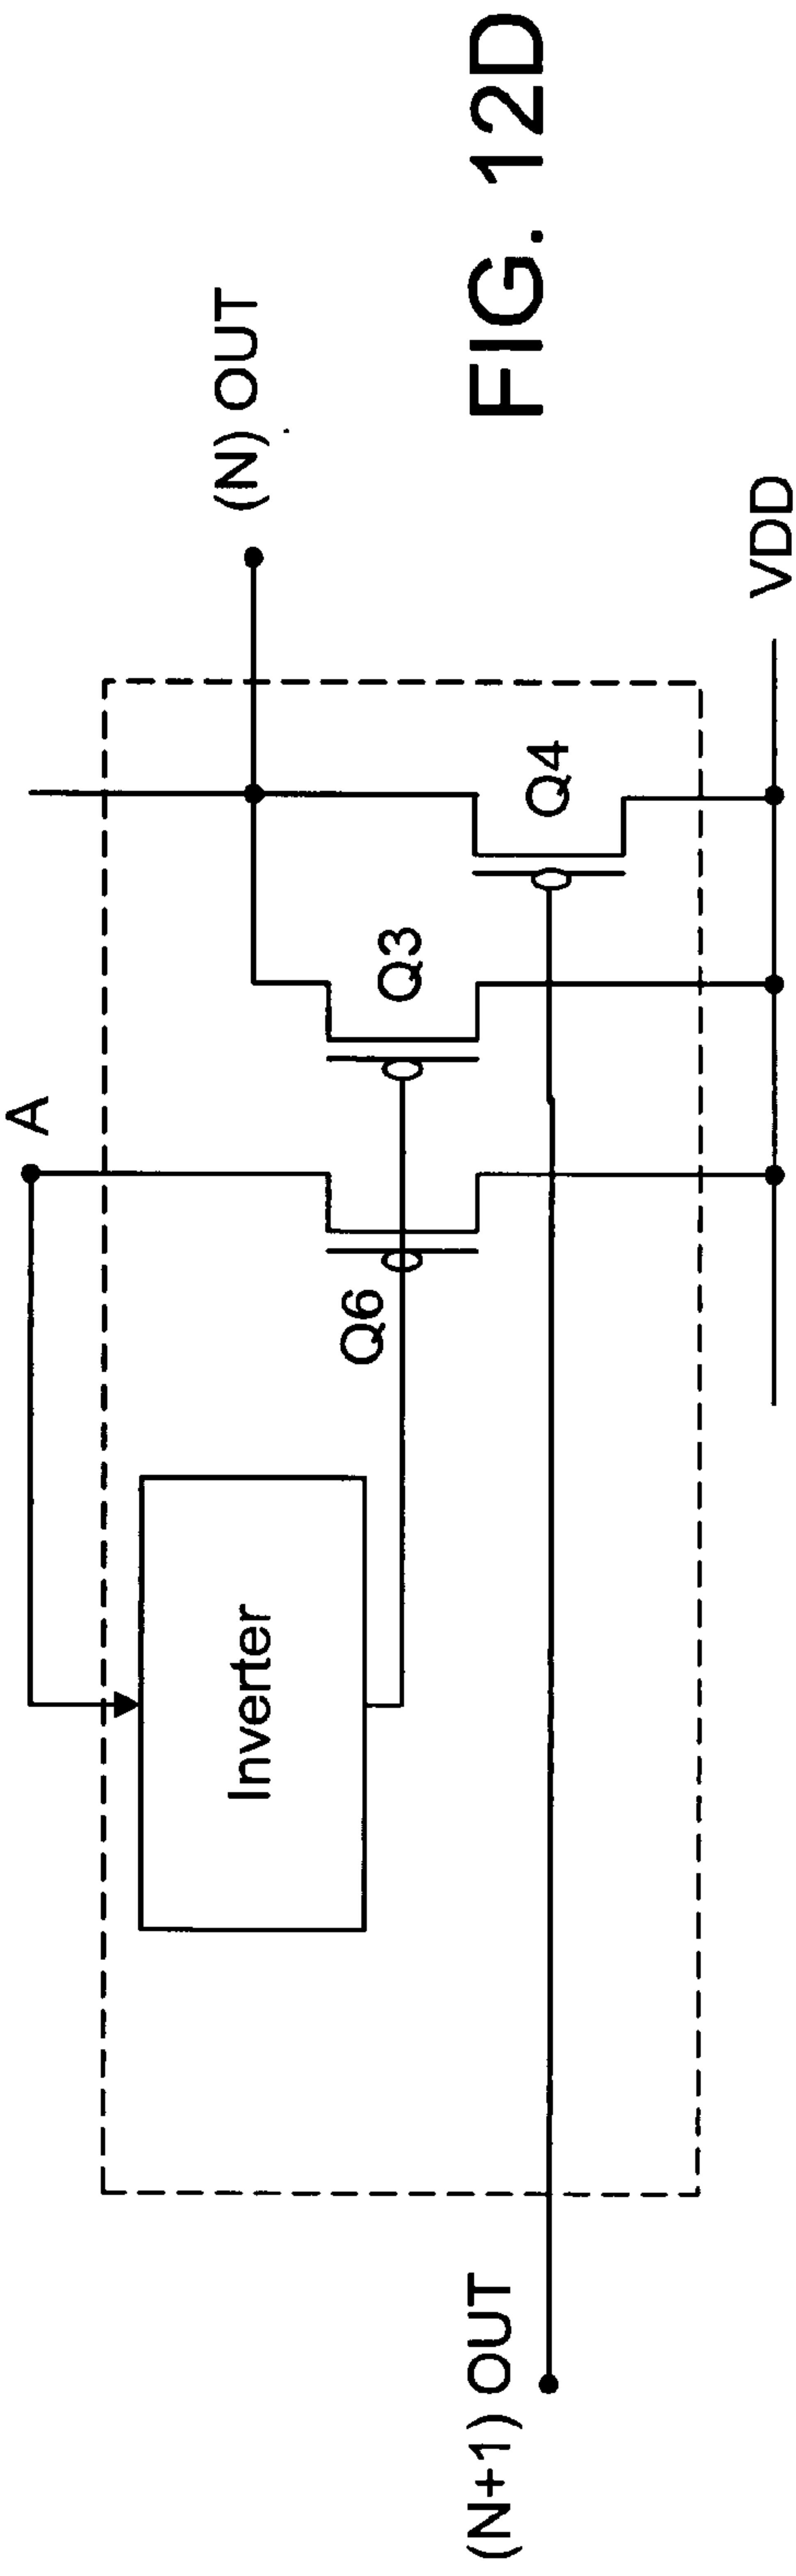 A
Inverter
Q6
Q3
(N) OUT
Q4
(N+1) OUT
VDD
FIG. 12D